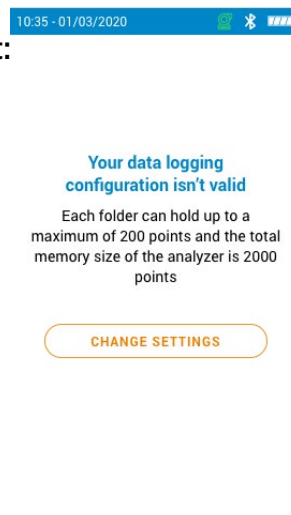 10:35 - 01/03/2020
:
Your data logging
configuration isn't valid
Each folder can hold up to a
maximum of 200 points and the total
memory size of the analyzer is 2000
points
CHANGE SETTINGS